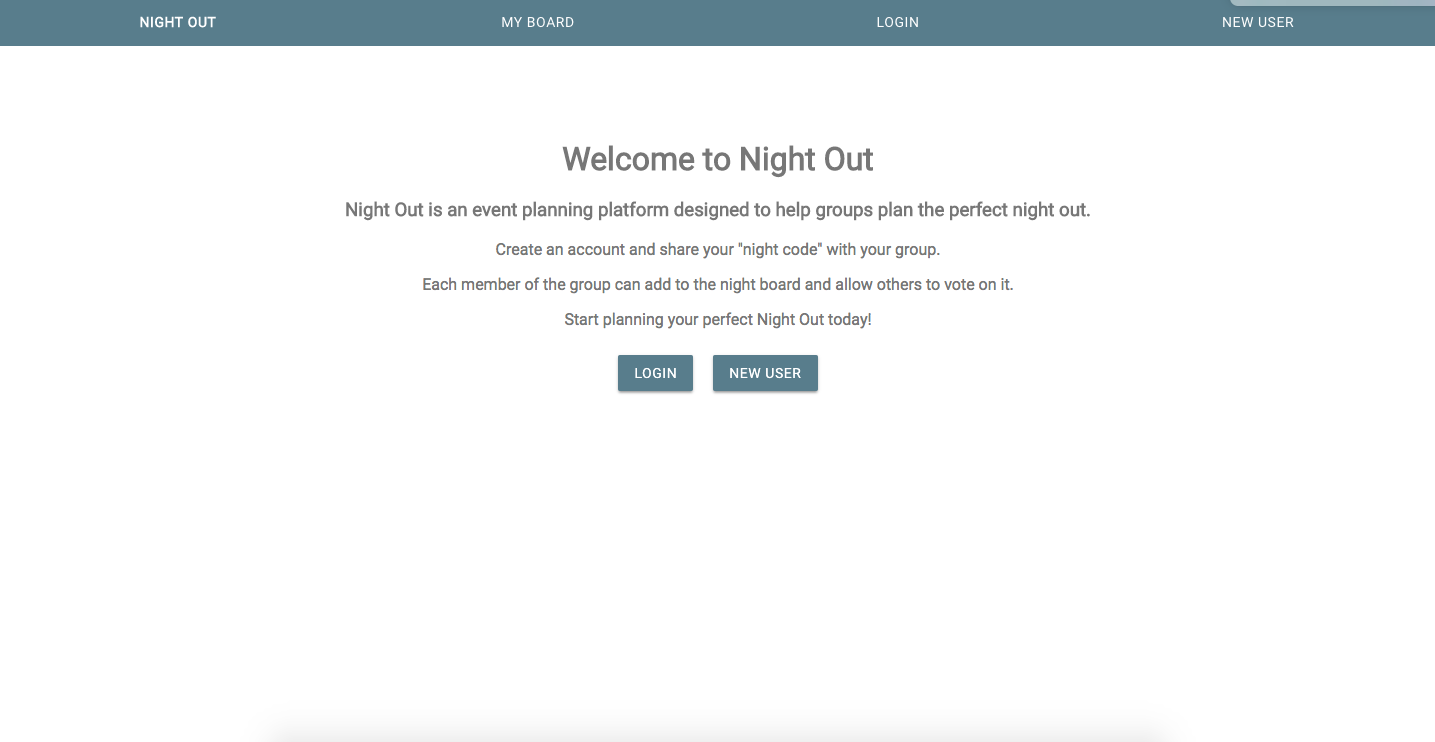 NIGHT OUT MY BOARD LOGIN NEW USER
Welcome to Night Out
Night Out is an event planning platform designed to help groups plan the perfect night out.
Create an account and share your "night code" with your group.
Each member of the group can add to the night board and allow others to vote on it.
Start planning your perfect Night Out today!
LOGIN NEW USER